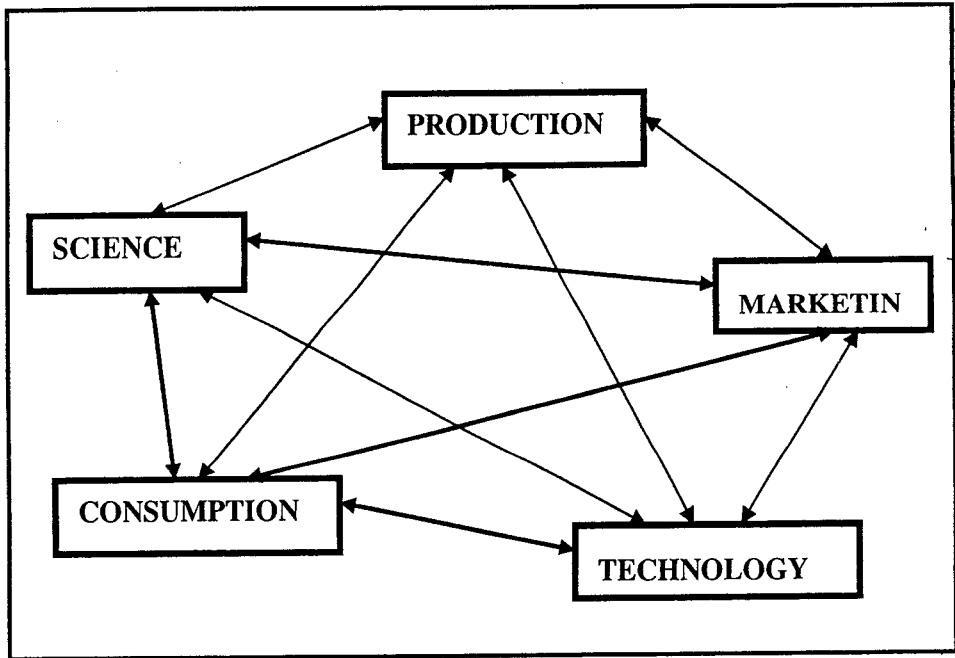 PRODUCTION
SCIENCE
MARKETIN
CONSUMPTION
TECHNOLOGY